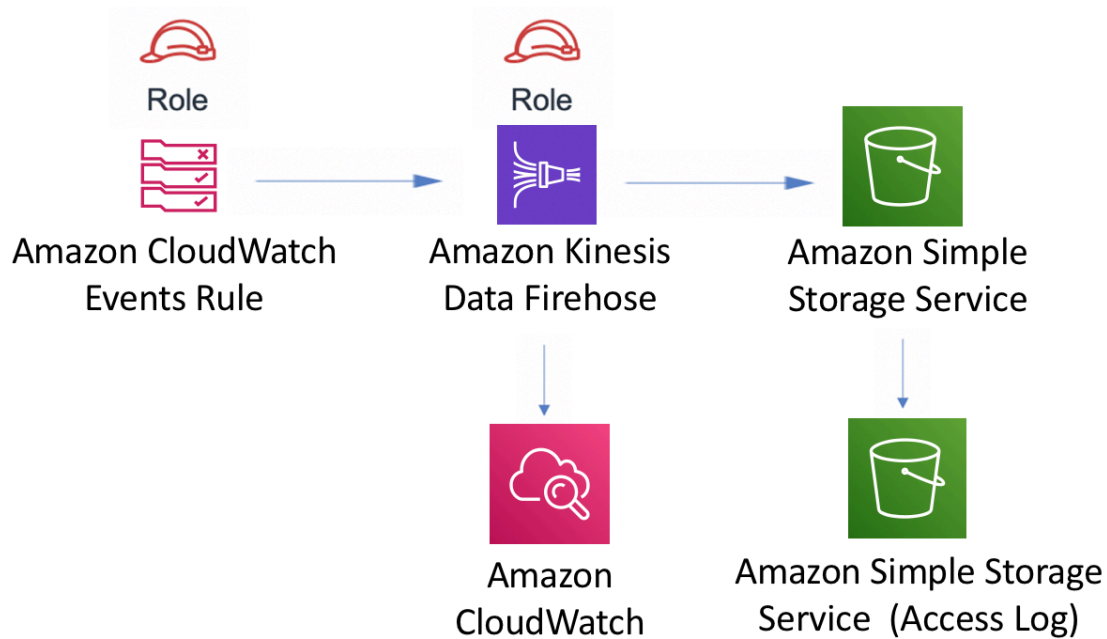 Role
Role
Amazon CloudWatch
Events Rule
Amazon Kinesis
Data Firehose
Amazon Simple
Storage Service
Amazon
CloudWatch
Amazon Simple Storage
Service (Access Log)